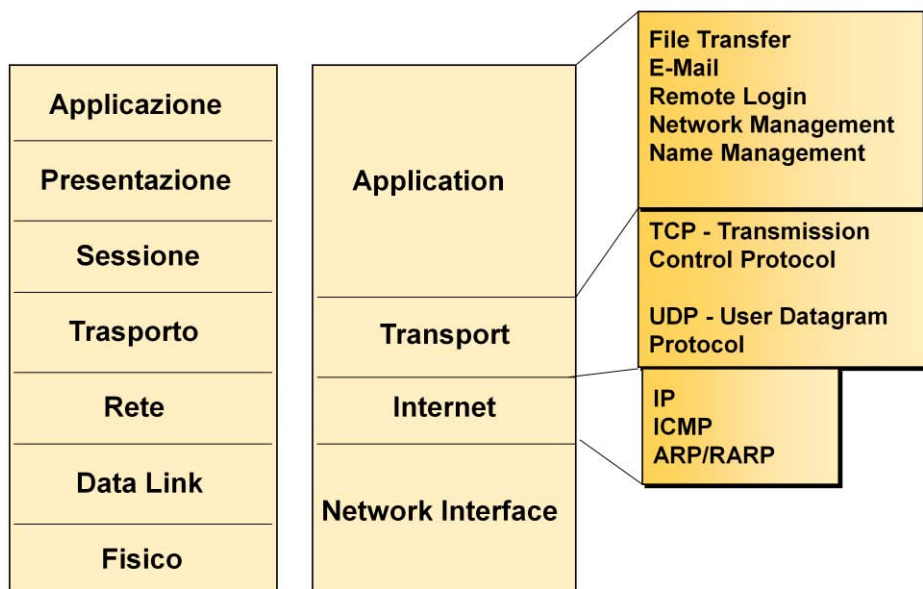 Applicazione
Presentazione
Sessione
Trasporto
Rete
Data Link
Fisico
Application
Transport
Internet
Network Interface
File Transfer
E-Mail
Remote Login
Network Management
Name Management
TCP - Transmission
Control Protocol
UDP - User Datagram
Protocol
IP
ICMP
ARP/RARP